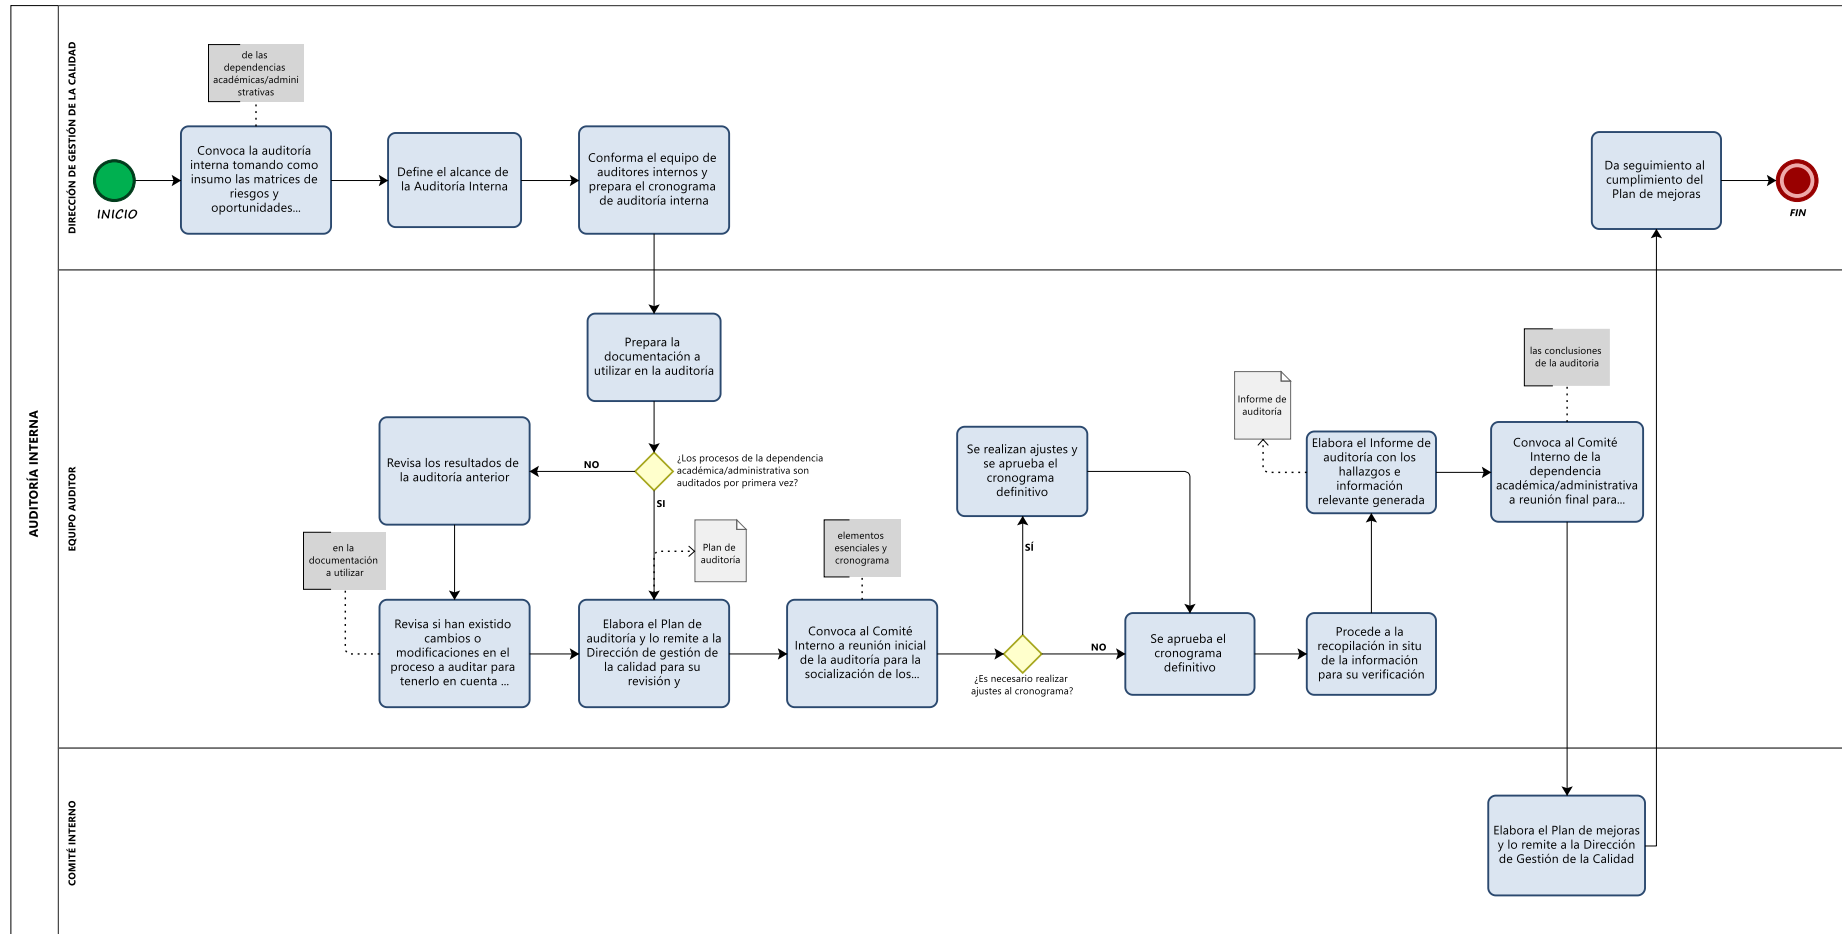 AUDITORÍA INTERNA
DIRECCIÓN DE GESTIÓN DE LA CALIDAD
de las
dependencias
académicas/admini
strativas
INICIO
Convoca la auditoría
interna tomando como
insumo las matrices de
riesgos y
oportunidades...
Define el alcance de
la Auditoría Interna
Conforma el equipo de
auditores internos y
prepara el cronograma
de auditoría interna
Da seguimiento al
cumplimiento del
Plan de mejoras
FIN
EQUIPO AUDITOR
Prepara la
documentación a
utilizar en la auditoría
¿Los procesos de la dependencia
académica/administrativa son
auditados por primera vez?
NO
SI
Revisa los resultados de
la auditoría anterior
en la
documentación
a utilizar
Revisa si han existido
cambios o
modificaciones en el
proceso a auditar para
tenerlo en cuenta ...
Plan de
auditoría
Elabora el Plan de
auditoría y lo remite a la
Dirección de gestión de
la calidad para su
revisión y
elementos
esenciales y
cronograma
Convoca al Comité
Interno a reunión inicial
de la auditoría para la
socialización de los...
¿Es necesario realizar
ajustes al cronograma?
SÍ
NO
Se realizan ajustes y
se aprueba el
cronograma
definitivo
Se aprueba el
cronograma
definitivo
Procede a la
recopilación in situ
de la información
para su verificación
Informe de
auditoría
Elabora el Informe de
auditoría con los
hallazgos e
información
relevante generada
las conclusiones
de la auditoria
Convoca al Comité
Interno de la
dependencia
académica/administrativa
a reunión final para...
COMITÉ INTERNO
Elabora el Plan de mejoras
y lo remite a la Dirección
de Gestión de la Calidad